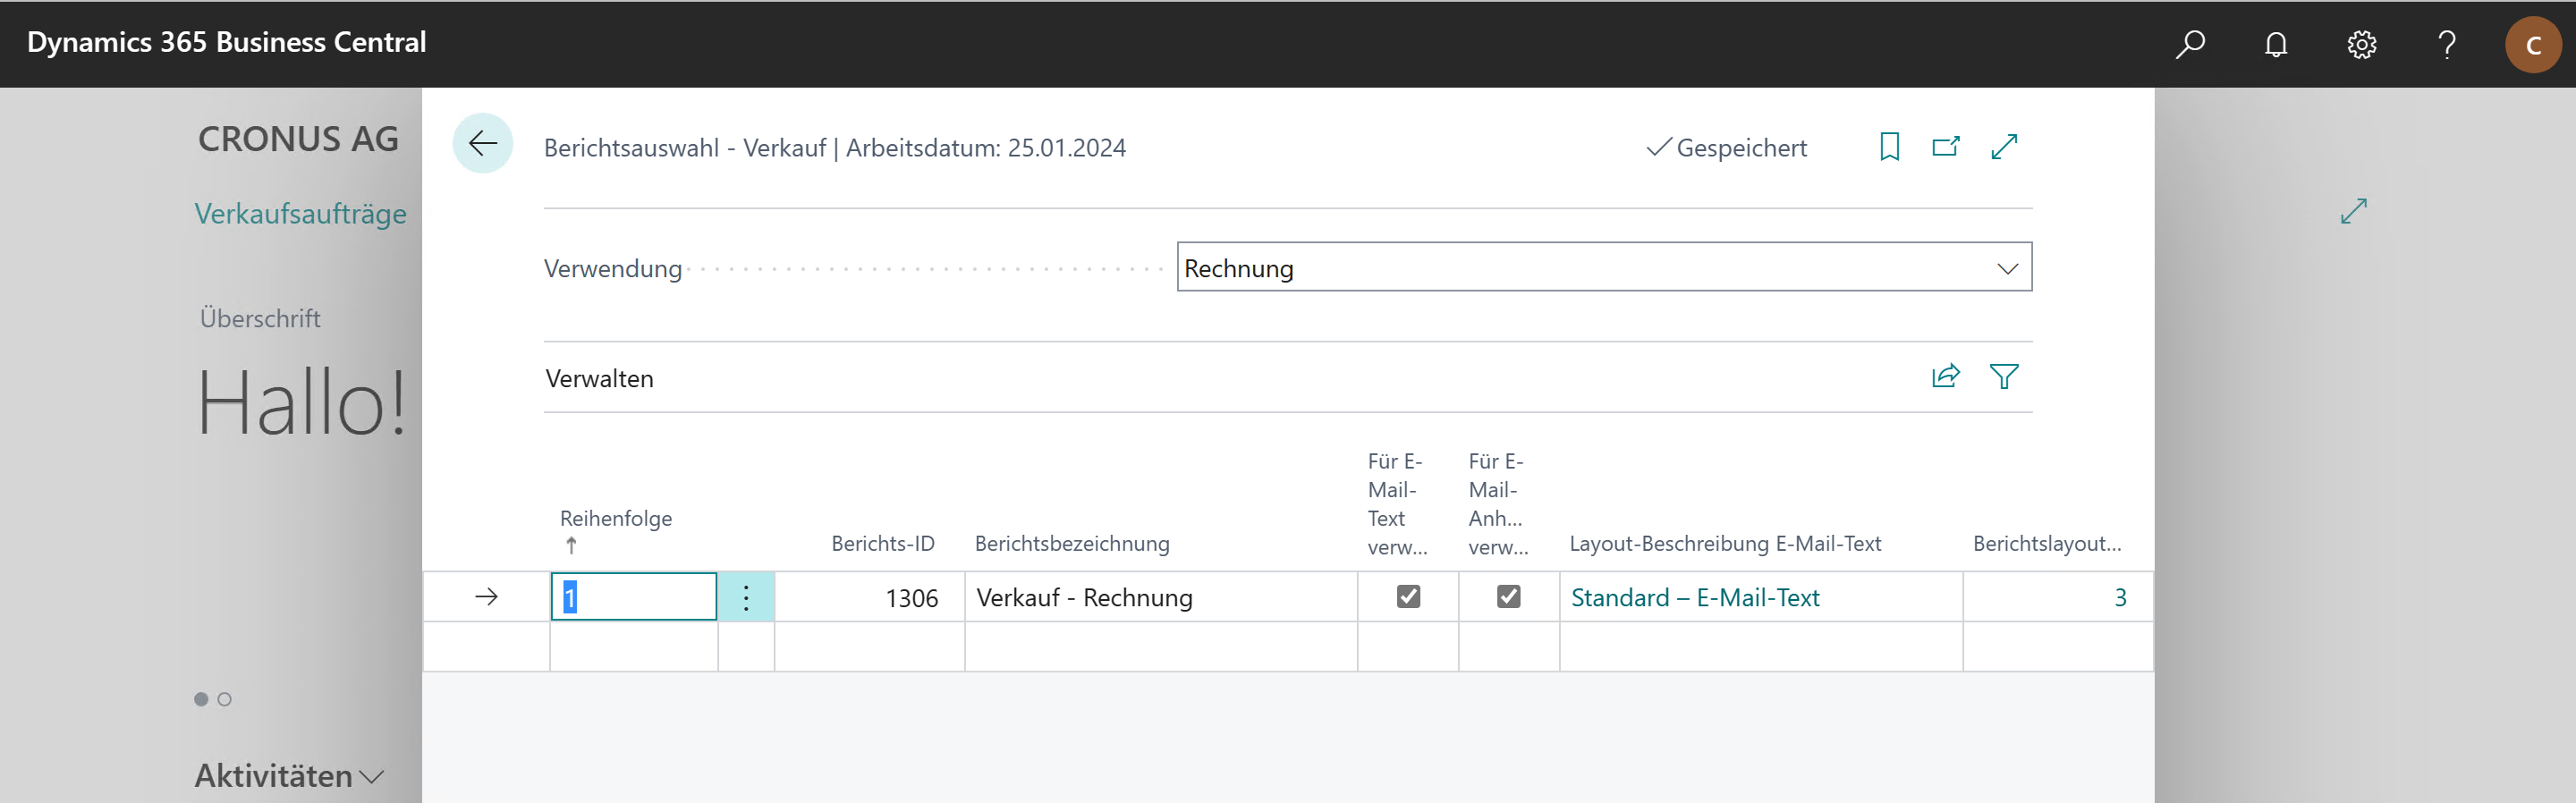 Dynamics 365 Business Central
C
CRONUS AG
Verkaufsaufträge
Überschrift
Hallo!
Aktivitäten
Berichtsauswahl - Verkauf | Arbeitsdatum: 25.01.2024
Gespeichert
Verwendung
Rechnung
Verwalten
Reihenfolge
Berichts-ID
Berichtsbezeichnung
Für E-
Mail-
Text
verw...
Für E-
Mail-
Anh...
verw...
Layout-Beschreibung E-Mail-Text
Berichtslayout...
1 1306 Verkauf - Rechnung Standard – E-Mail-Text 3